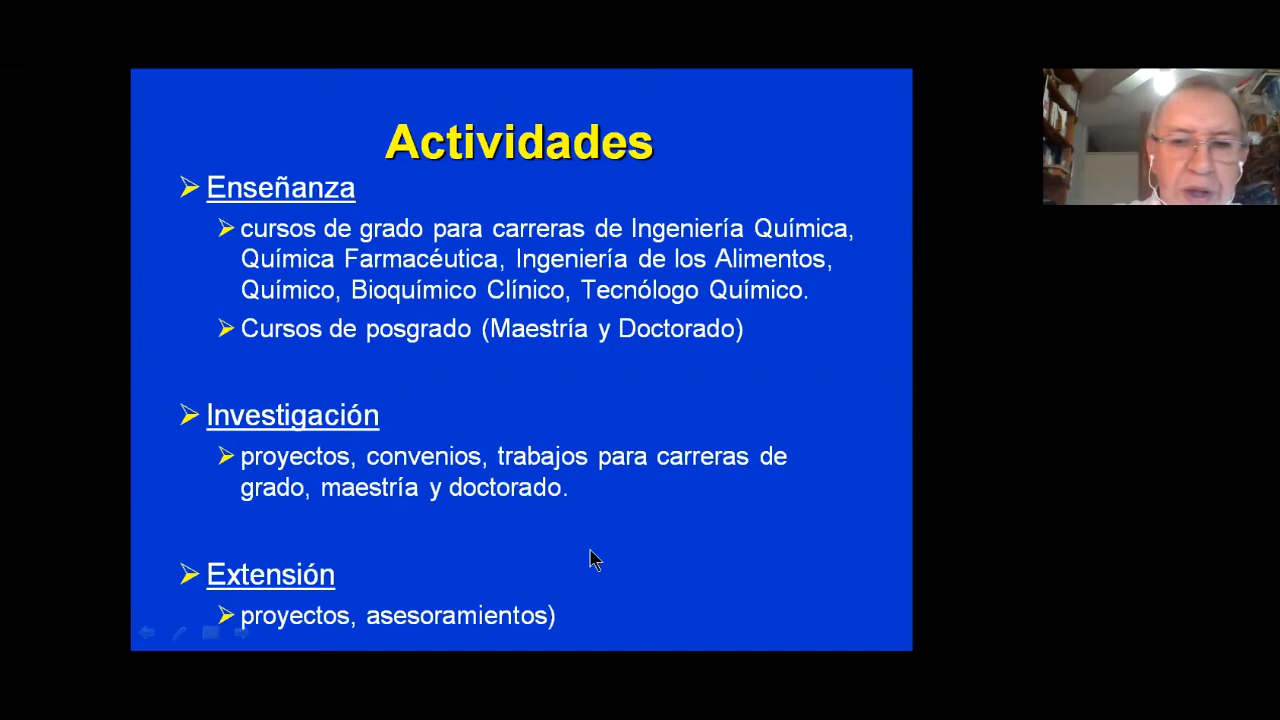 Actividades
Enseñanza
cursos de grado para carreras de Ingeniería Química,
Química Farmacéutica, Ingeniería de los Alimentos,
Químico, Bioquímico Clínico, Tecnólogo Químico.
Cursos de posgrado (Maestría y Doctorado)
Investigación
proyectos, convenios, trabajos para carreras de
grado, maestría y doctorado.
Extensión
proyectos, asesoramientos)